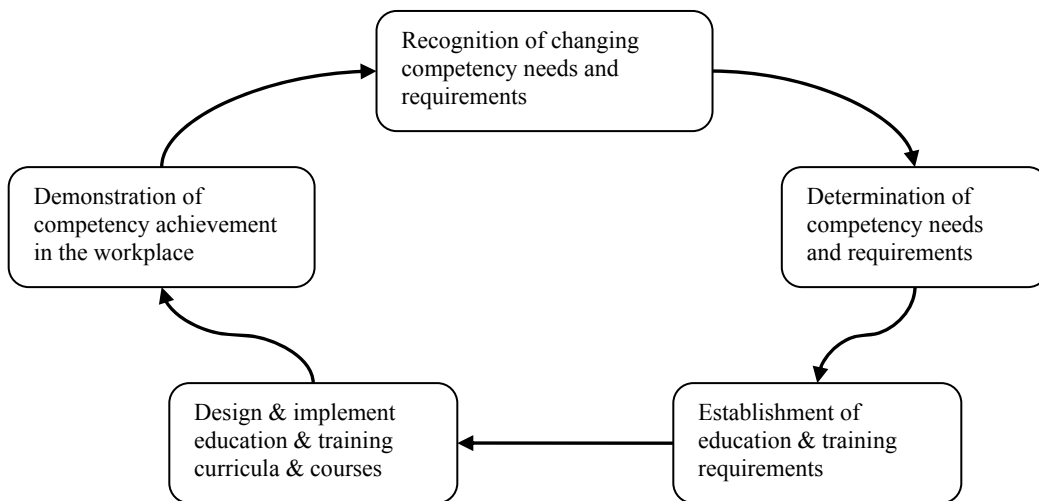 Recognition of changing
competency needs and
requirements
Determination of
competency needs
and requirements
Establishment of
education & training
requirements
Design & implement
education & training
curricula & courses
Demonstration of
competency achievement
in the workplace